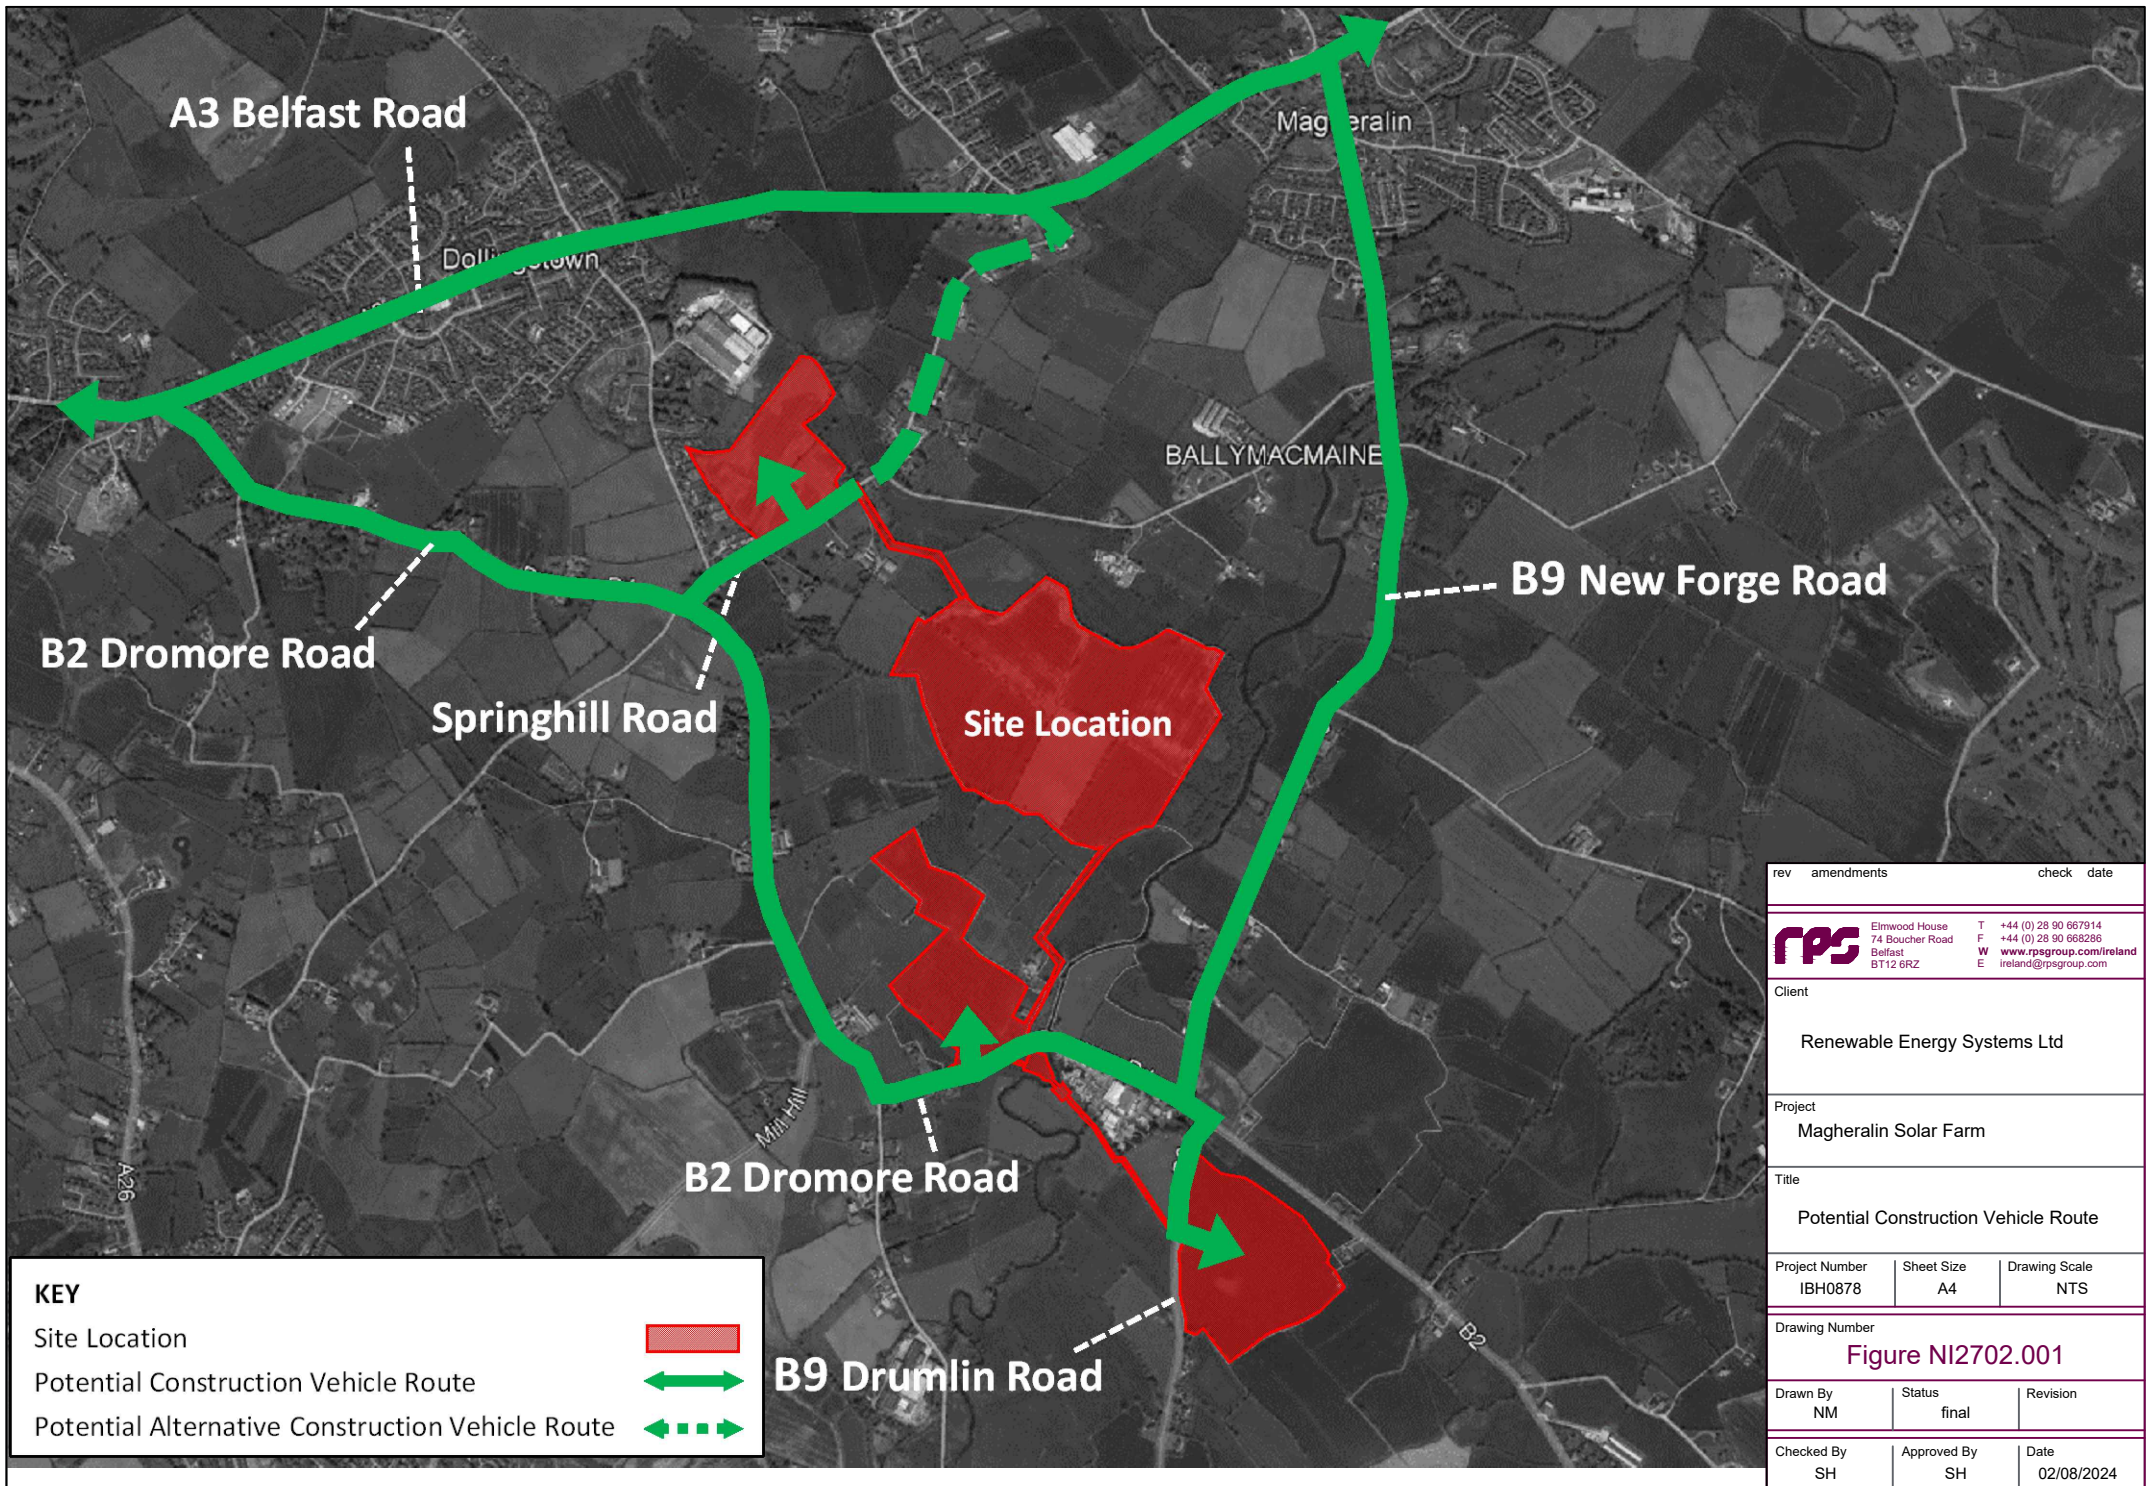 A3 Belfast Road
Magheralin
Dollingstown
BALLYMACMAINE
B9 New Forge Road
B2 Dromore Road
Springhill Road
Site Location
Mill Hill
A26
B2 Dromore Road
B2
B9 Drumlin Road
KEY
Site Location
Potential Construction Vehicle Route
Potential Alternative Construction Vehicle Route
rev amendments check date
rps
Elmwood House T +44 (0) 28 90 667914
74 Boucher Road F +44 (0) 28 90 668286
Belfast W www.rpsgroup.com/ireland
BT12 6RZ E ireland@rpsgroup.com
Client
Renewable Energy Systems Ltd
Project
Magheralin Solar Farm
Title
Potential Construction Vehicle Route
Project Number Sheet Size Drawing Scale
IBH0878 A4 NTS
Drawing Number
Figure NI2702.001
Drawn By Status Revision
NM final
Checked By Approved By Date
SH SH 02/08/2024